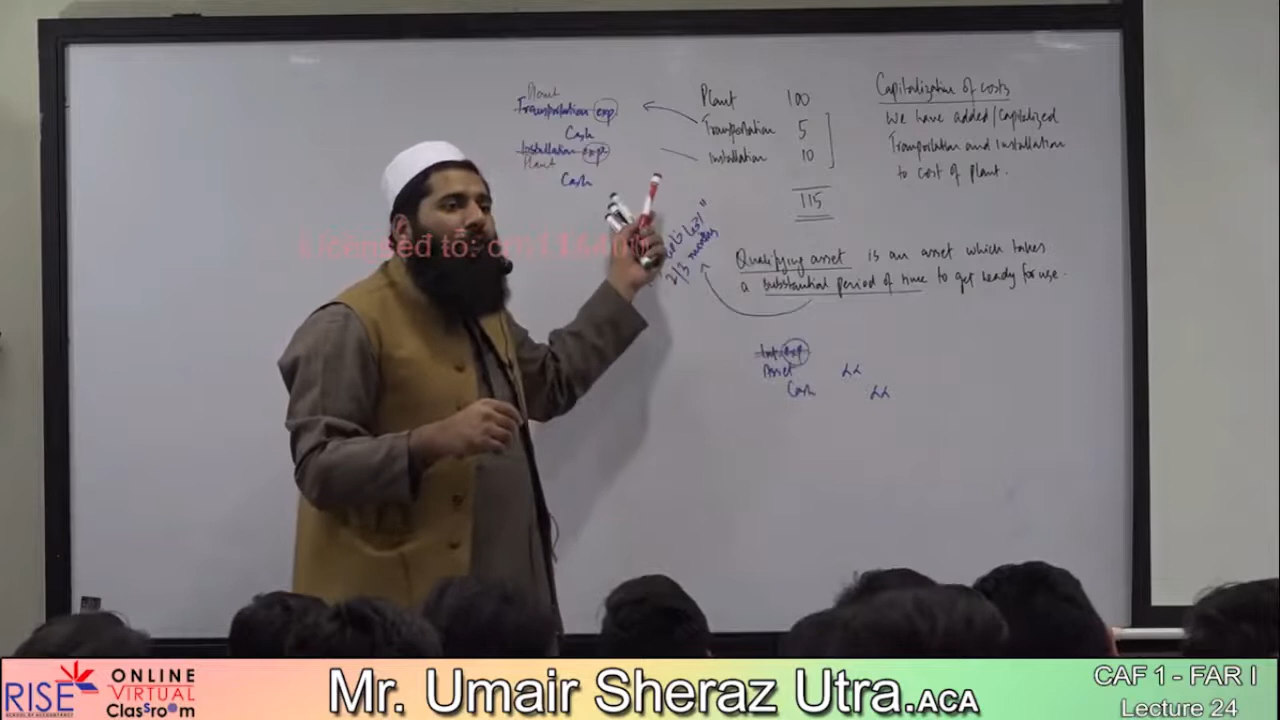 Plant
Transportation exp
Cash
Installation exp
Plant
Cash
Plant 100
Transportation 5
Installation 10
115
Capitalization of costs
We have added/Capitalized
Transportation and installation
to cost of plant.
2/3 months
Qualifying asset is an asset which takes
a substantial period of time to get ready for use.
Int. exp
Asset
Cash
Licensed to:
RISE
SCHOOL OF ACCOUNTANCY
ONLINE
VIRTUAL
Classroom
Mr. Umair Sheraz Utra.ACA
CAF 1 - FAR I
Lecture 24